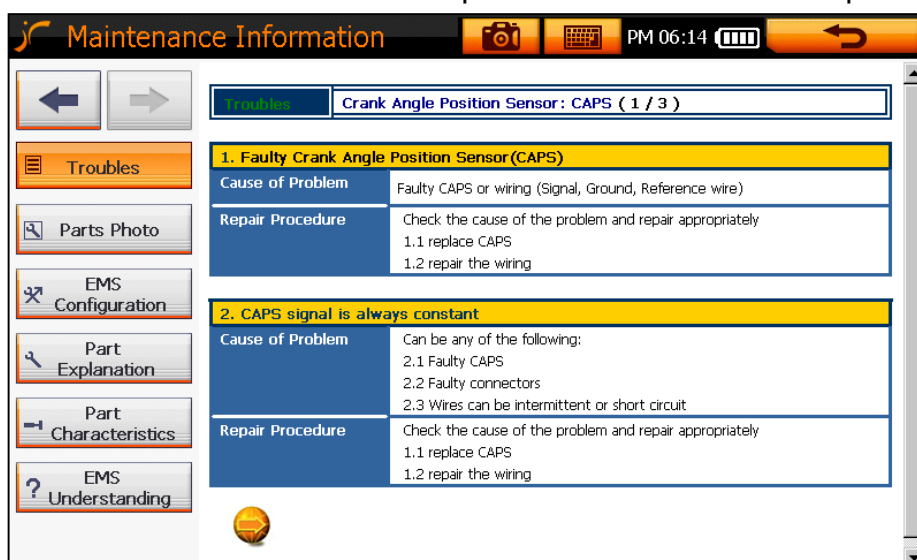 Maintenance Information
PM 06:14
Troubles
Crank Angle Position Sensor: CAPS ( 1 / 3 )
Troubles
Parts Photo
EMS
Configuration
Part
Explanation
Part
Characteristics
EMS
Understanding
1. Faulty Crank Angle Position Sensor(CAPS)
Cause of Problem
Faulty CAPS or wiring (Signal, Ground, Reference wire)
Repair Procedure
Check the cause of the problem and repair appropriately
1.1 replace CAPS
1.2 repair the wiring
2. CAPS signal is always constant
Cause of Problem
Can be any of the following:
2.1 Faulty CAPS
2.2 Faulty connectors
2.3 Wires can be intermittent or short circuit
Repair Procedure
Check the cause of the problem and repair appropriately
1.1 replace CAPS
1.2 repair the wiring